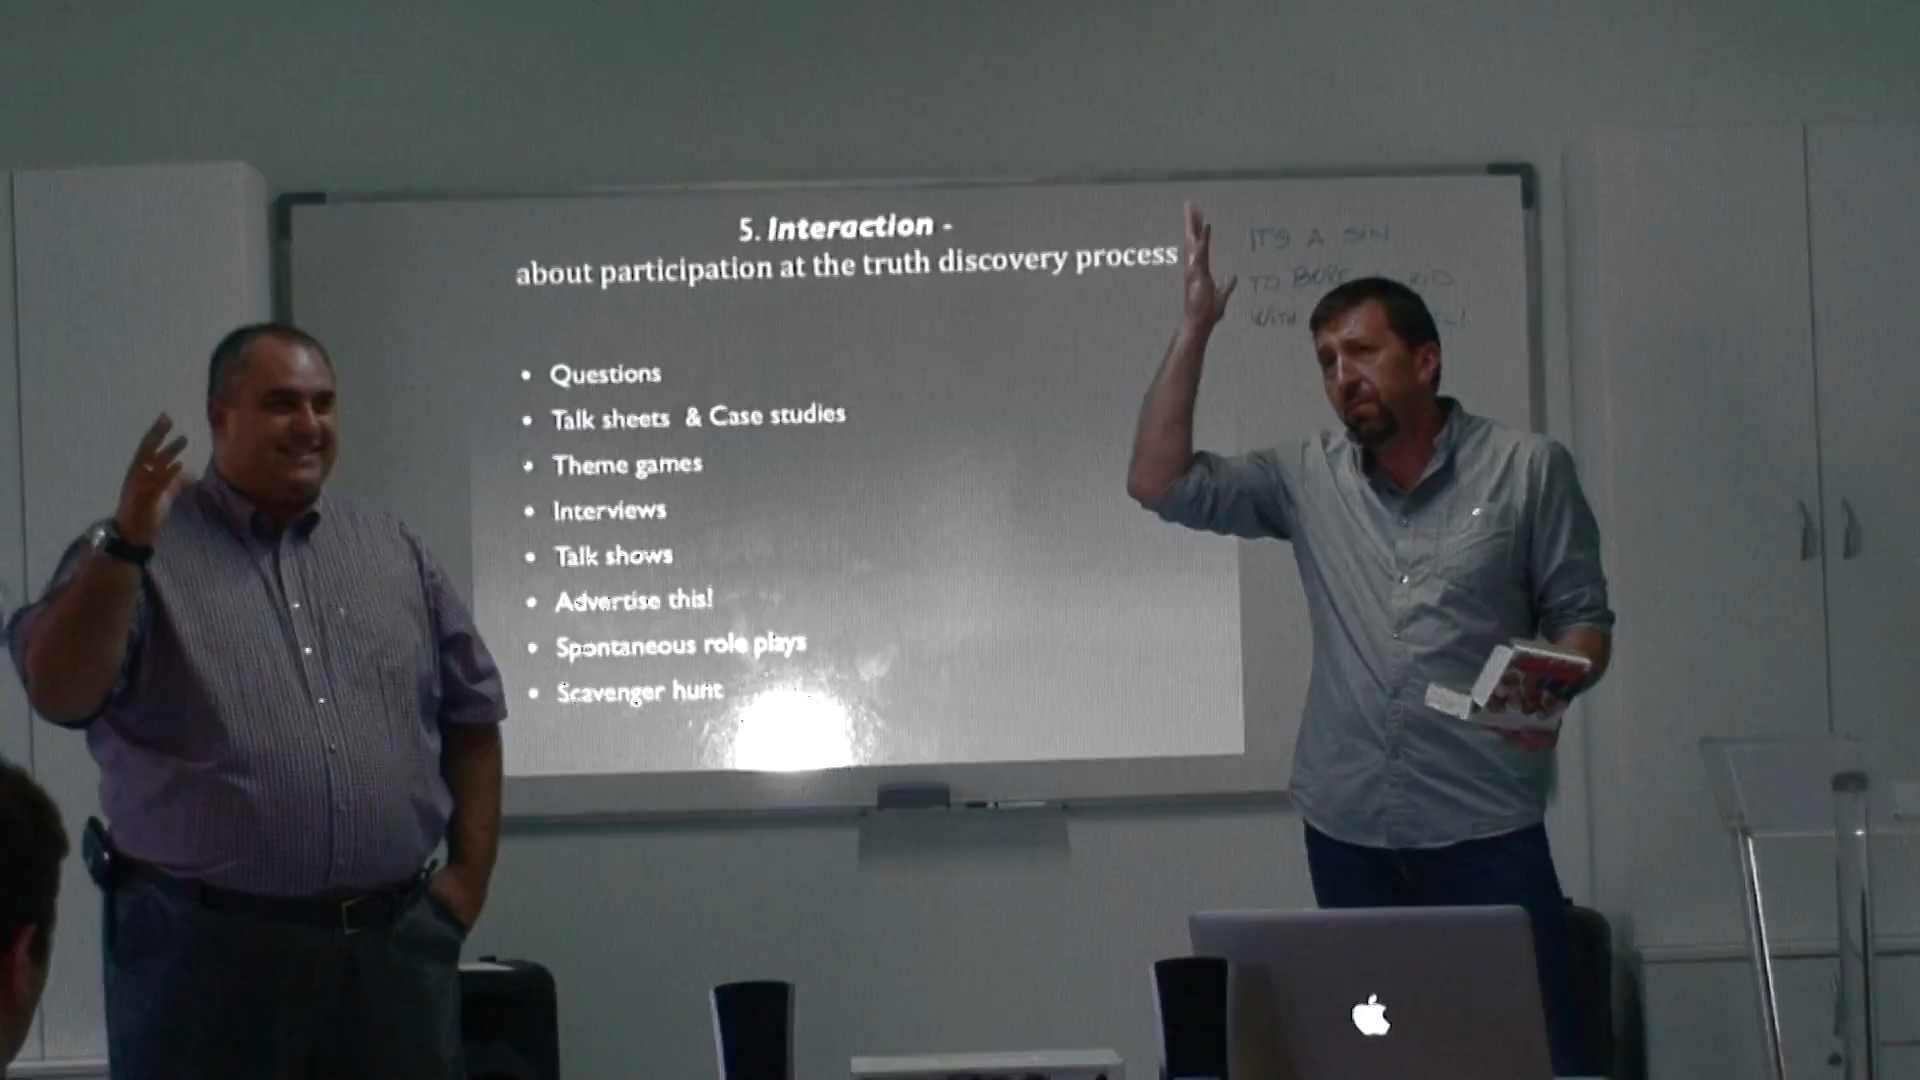 5. Interaction -
about participation at the truth discovery process
• Questions
• Talk sheets & Case studies
• Theme games
• Interviews
• Talk shows
• Advertise this!
• Spontaneous role plays
• Scavenger hunt
IT'S A SIN
TO
WITH